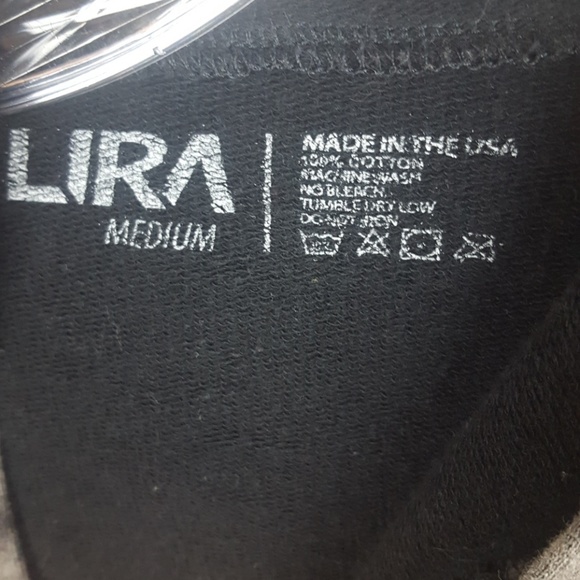 LIRA
MEDIUM
MADE IN THE USA
100% COTTON
MACHINE WASH
NO BLEACH
TUMBLE DRY LOW
DO NOT IRON